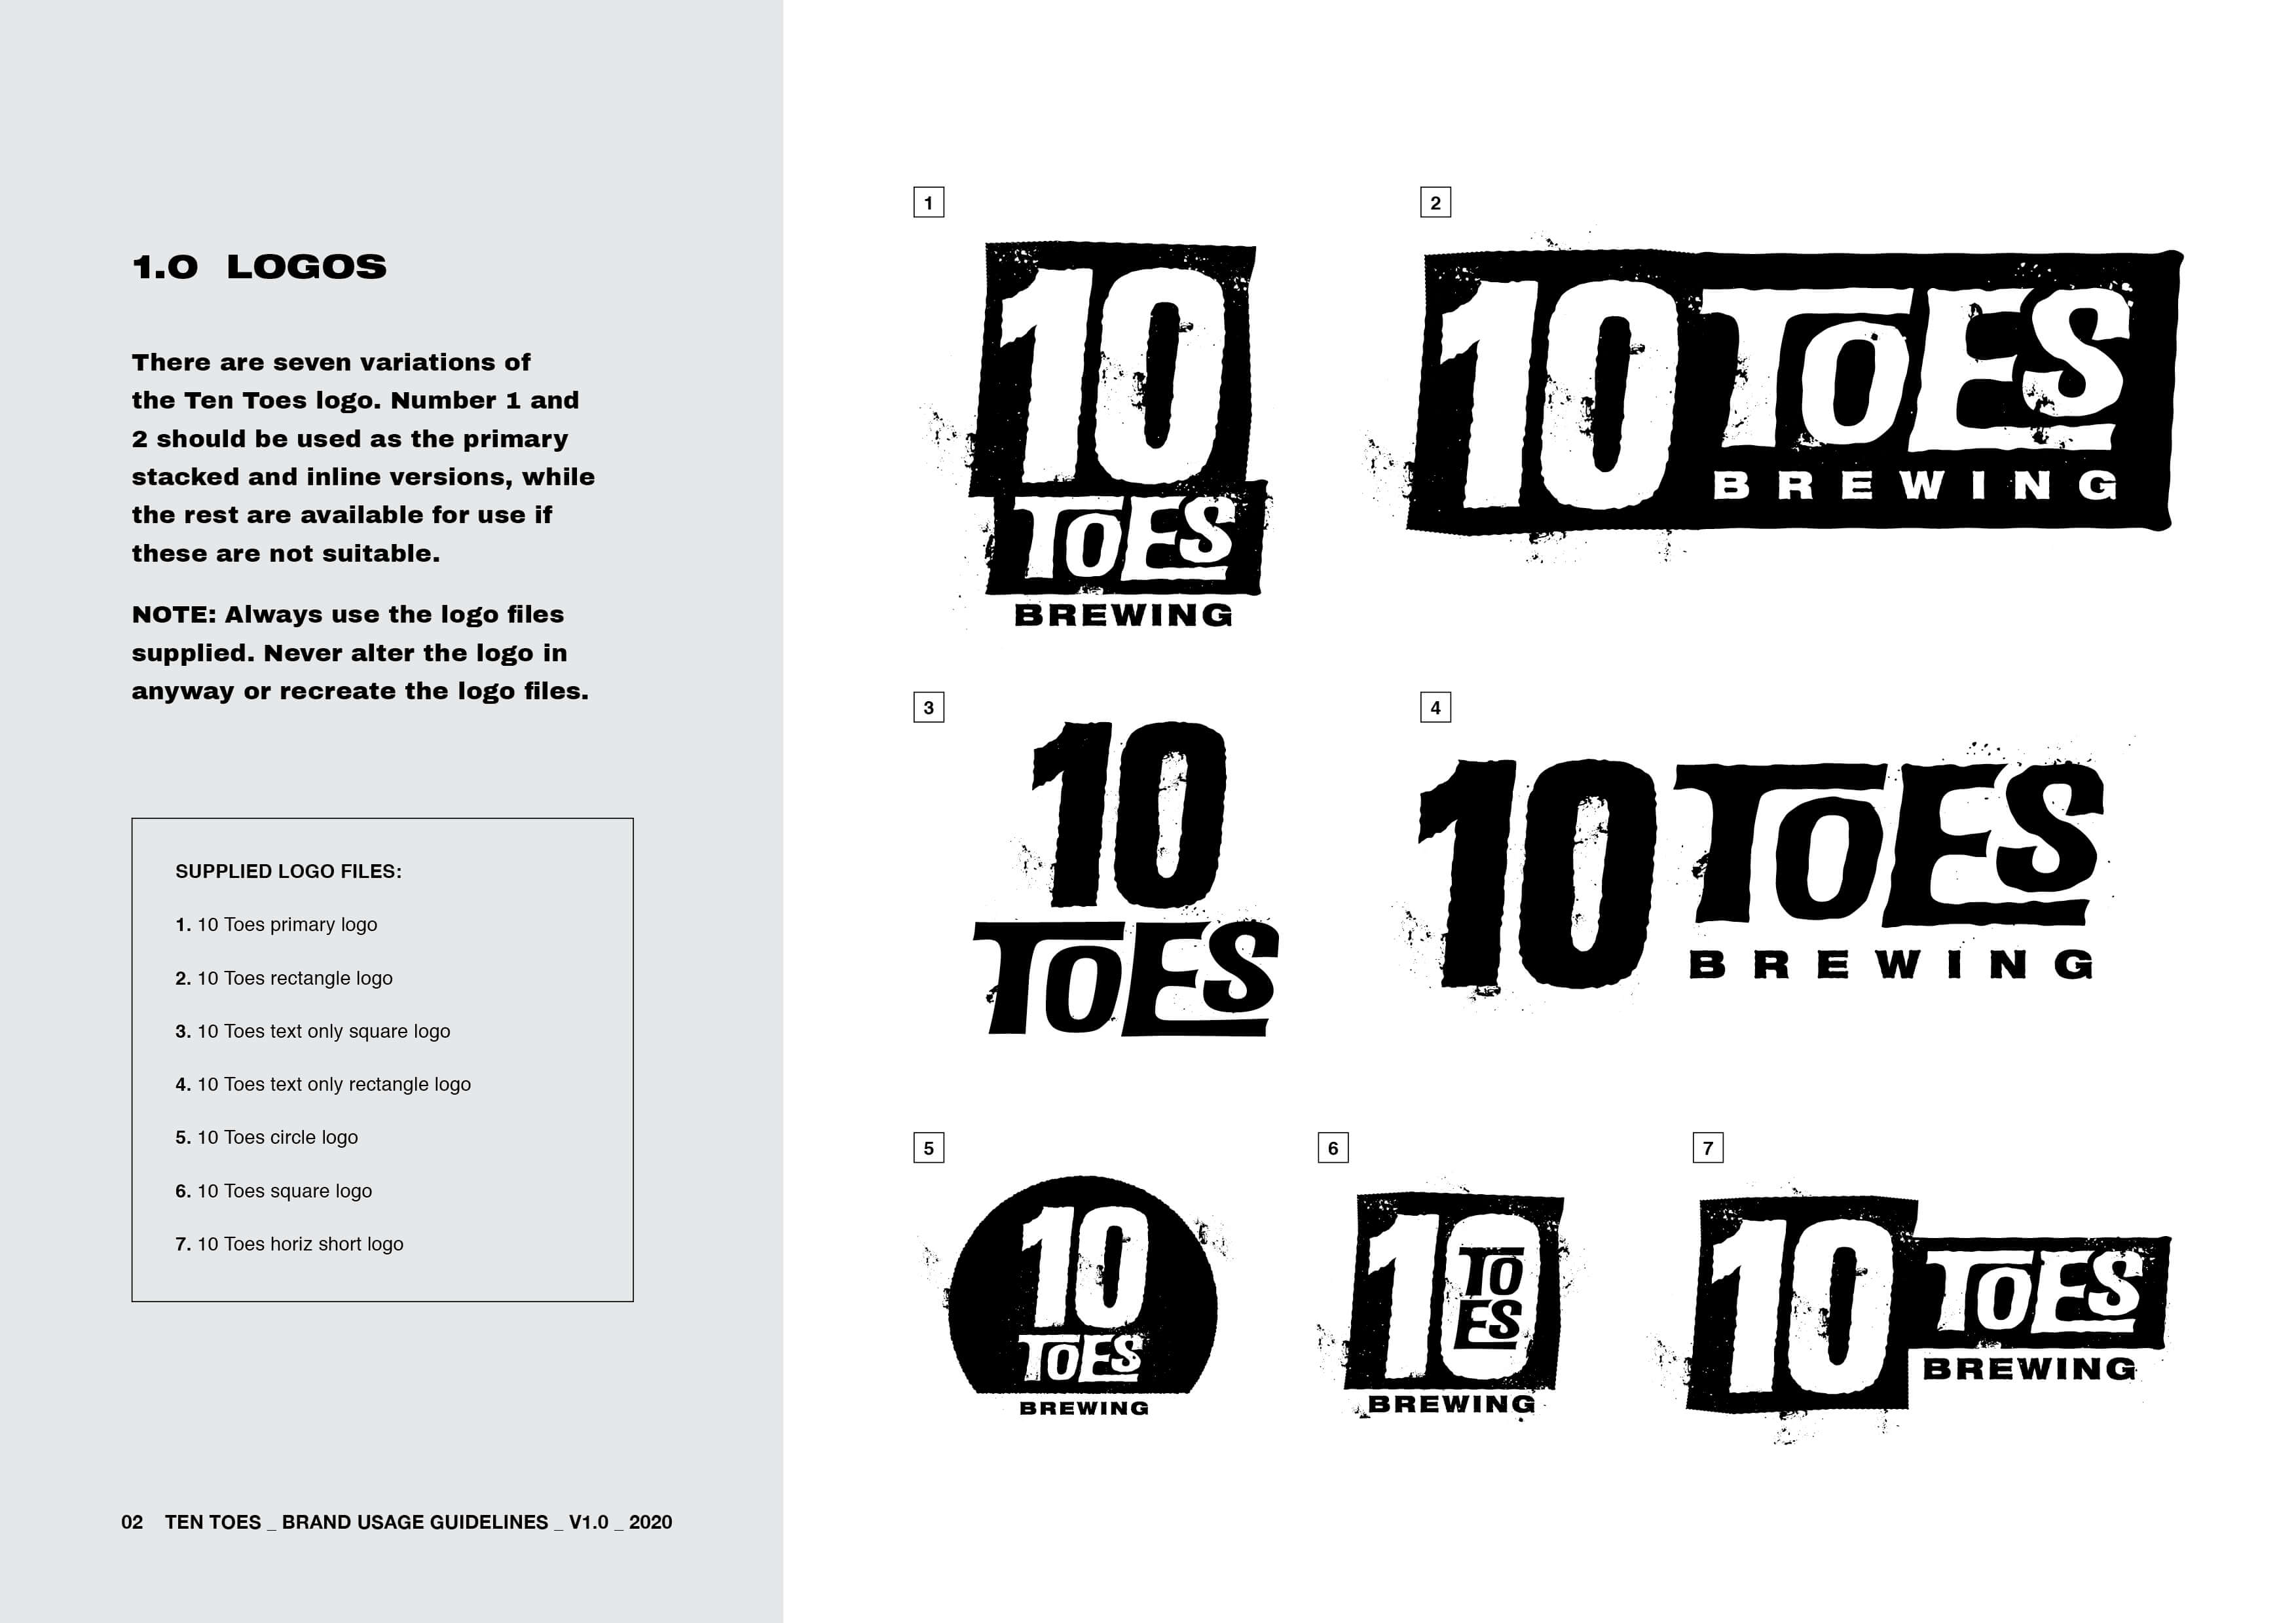 1.0 LOGOS
There are seven variations of
the Ten Toes logo. Number 1 and
2 should be used as the primary
stacked and inline versions, while
the rest are available for use if
these are not suitable.
NOTE: Always use the logo files
supplied. Never alter the logo in
anyway or recreate the logo files.
SUPPLIED LOGO FILES:
1. 10 Toes primary logo
2. 10 Toes rectangle logo
3. 10 Toes text only square logo
4. 10 Toes text only rectangle logo
5. 10 Toes circle logo
6. 10 Toes square logo
7. 10 Toes horiz short logo
02 TEN TOES _ BRAND USAGE GUIDELINES _ V1.0 _ 2020
1
10
TOES
BREWING
2
10 TOES
BREWING
3
10
TOES
4
10 TOES
BREWING
5
10
TOES
BREWING
6
10
TO
ES
BREWING
7
10 TOES
BREWING